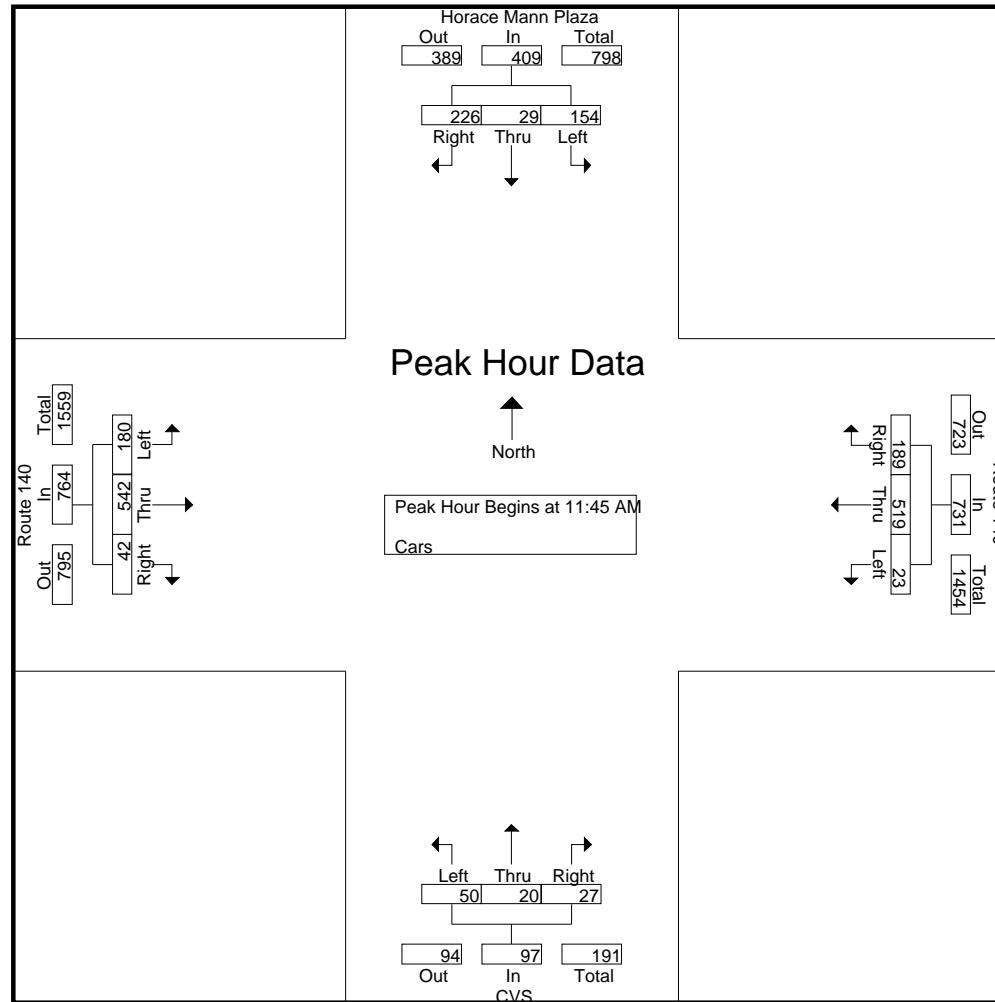 Horace Mann Plaza
Out In Total
389 409 798
226 29 154
Right Thru Left
Peak Hour Data
North
Peak Hour Begins at 11:45 AM
Cars
Route 140
Out In Total
795 764 1559
42 542 180
Right Thru Left
Out In Total
723 731 1454
189 519 23
Right Thru Left
Left Thru Right
50 20 27
94 97 191
Out In Total
CVS